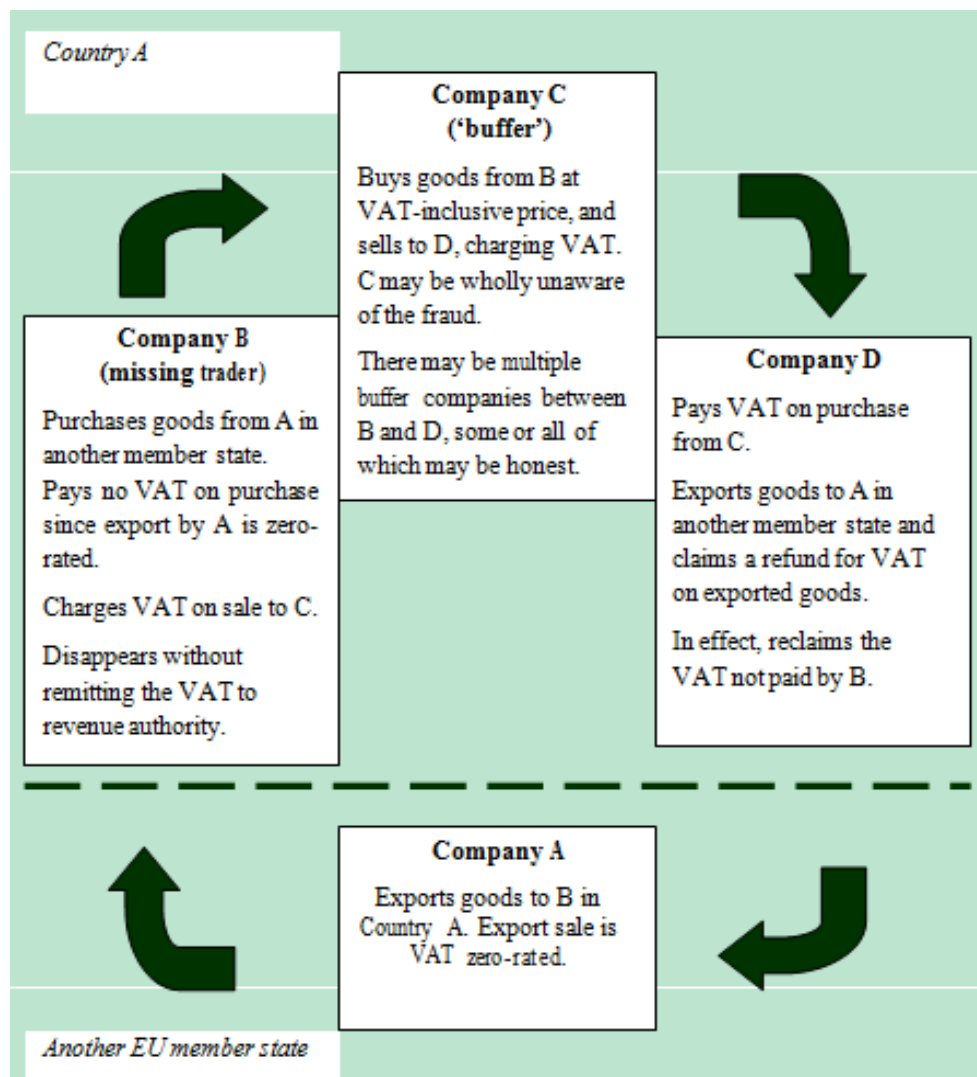 Country A
Company C
(‘buffer’)
Buys goods from B at
VAT-inclusive price, and
sells to D, charging VAT.
C may be wholly unaware
of the fraud.
There may be multiple
buffer companies between
B and D, some or all of
which may be honest.
Company B
(missing trader)
Purchases goods from A in
another member state.
Pays no VAT on purchase
since export by A is zero-
rated.
Charges VAT on sale to C.
Disappears without
remitting the VAT to
revenue authority.
Company D
Pays VAT on purchase
from C.
Exports goods to A in
another member state and
claims a refund for VAT
on exported goods.
In effect, reclaims the
VAT not paid by B.
Company A
Exports goods to B in
Country A. Export sale is
VAT zero-rated.
Another EU member state